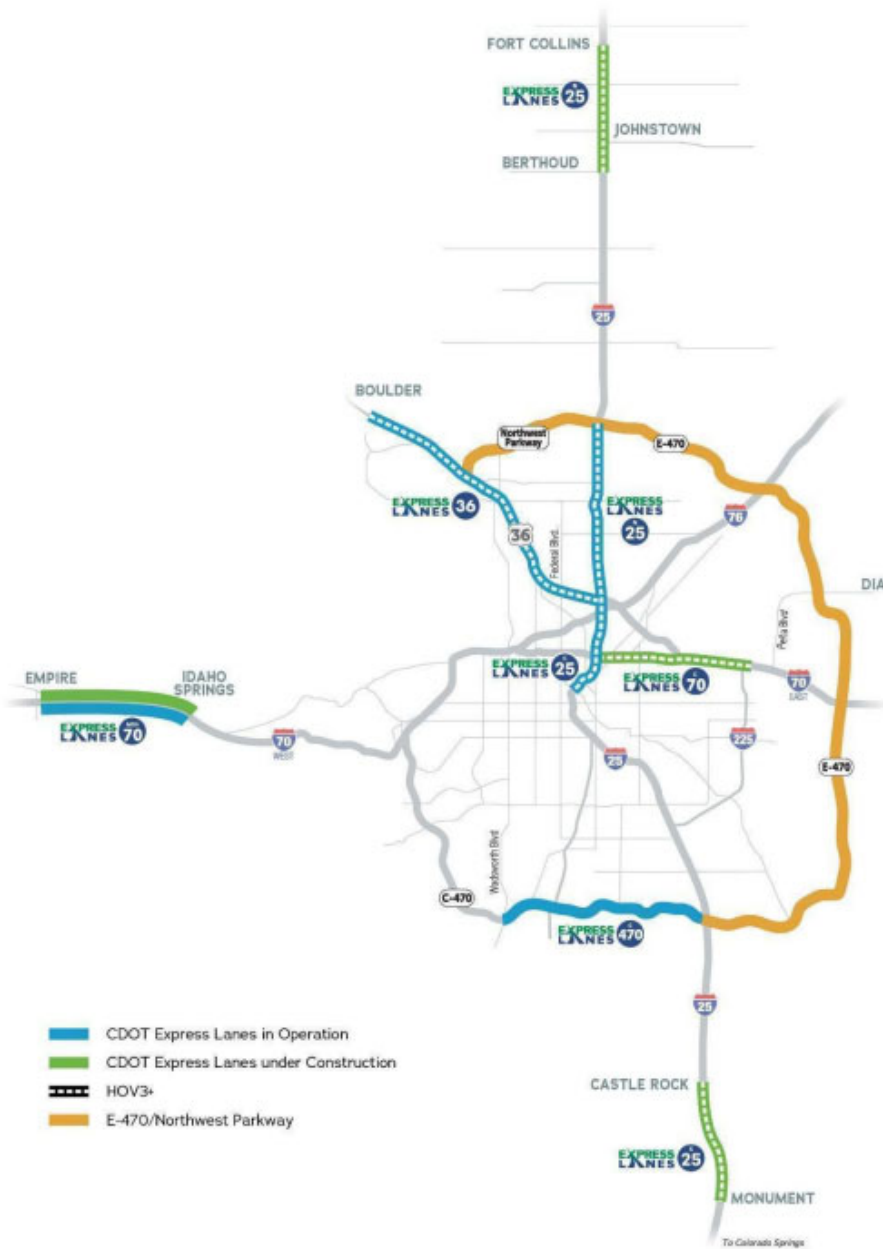 FORT COLLINS
EXPRESS
LANES
N
25
JOHNSTOWN
BERTHOUD
25
BOULDER
Northwest
Parkway
E-470
EXPRESS
LANES
36
EXPRESS
LANES
N
25
76
36
Federal Blvd.
DIA
Peña Blvd
EMPIRE
IDAHO
SPRINGS
EXPRESS
LANES
25
EXPRESS
LANES
C
70
70
EAST
EXPRESS
LANES
MTN
70
70
WEST
25
225
E-470
Wadsworth Blvd
C-470
EXPRESS
LANES
C
470
25
CDOT Express Lanes in Operation
CDOT Express Lanes under Construction
HOV3+
E-470/Northwest Parkway
CASTLE ROCK
EXPRESS
LANES
25
MONUMENT
To Colorado Springs